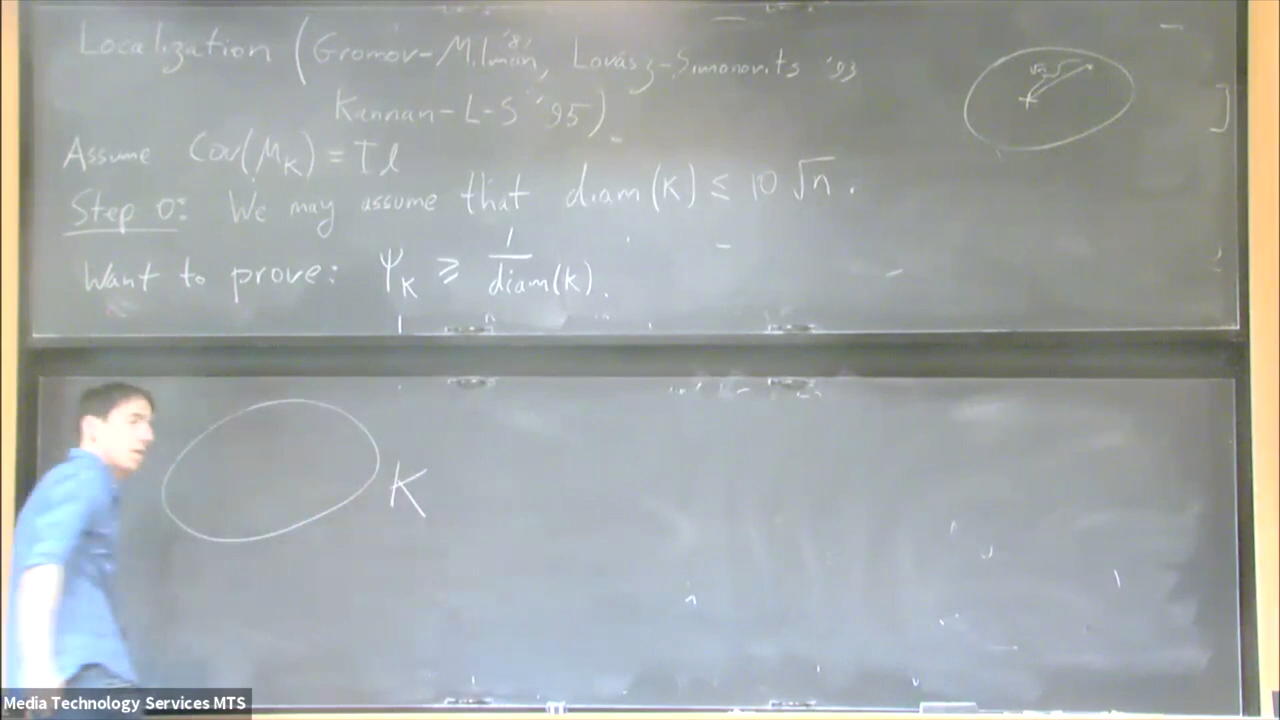 Localization (Gromov-Milman '87, Lovász-Simonovits '93
Kannan-L-S '95)
Assume Cov(μ_K) = Id
Step 0: We may assume that diam(K) ≤ 10 √n .
Want to prove: Ψ_K ≥ 1/diam(K) .
K
Media Technology Services MTS